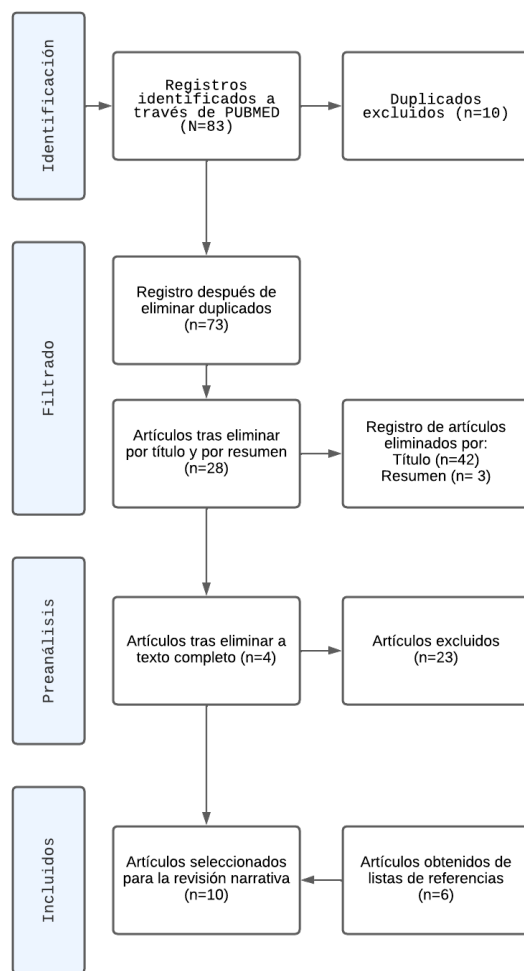 Identificación
Registros
identificados a
través de PUBMED
(N=83)
Duplicados
excluidos (n=10)
Filtrado
Registro después de
eliminar duplicados
(n=73)
Artículos tras eliminar
por título y por resumen
(n=28)
Registro de artículos
eliminados por:
Título (n=42)
Resumen (n= 3)
Preanálisis
Artículos tras eliminar a
texto completo (n=4)
Artículos excluidos
(n=23)
Incluidos
Artículos seleccionados
para la revisión narrativa
(n=10)
Artículos obtenidos de
listas de referencias
(n=6)